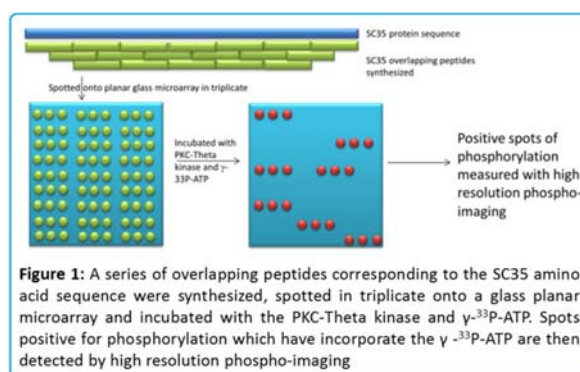 SC35 protein sequence
SC35 overlapping peptides
synthesized
Spotted onto planar glass microarray in triplicate
Incubated with
PKC-Theta
kinase and γ-
33P-ATP
Positive spots of
phosphorylation
measured with high
resolution phospho-
imaging
Figure 1: A series of overlapping peptides corresponding to the SC35 amino
acid sequence were synthesized, spotted in triplicate onto a glass planar
microarray and incubated with the PKC-Theta kinase and γ-³³P-ATP. Spots
positive for phosphorylation which have incorporate the γ -³³P-ATP are then
detected by high resolution phospho-imaging